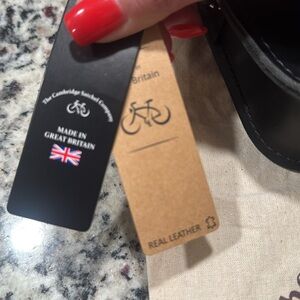 The Cambridge Satchel Company
MADE IN
GREAT BRITAIN
Britain
REAL LEATHER